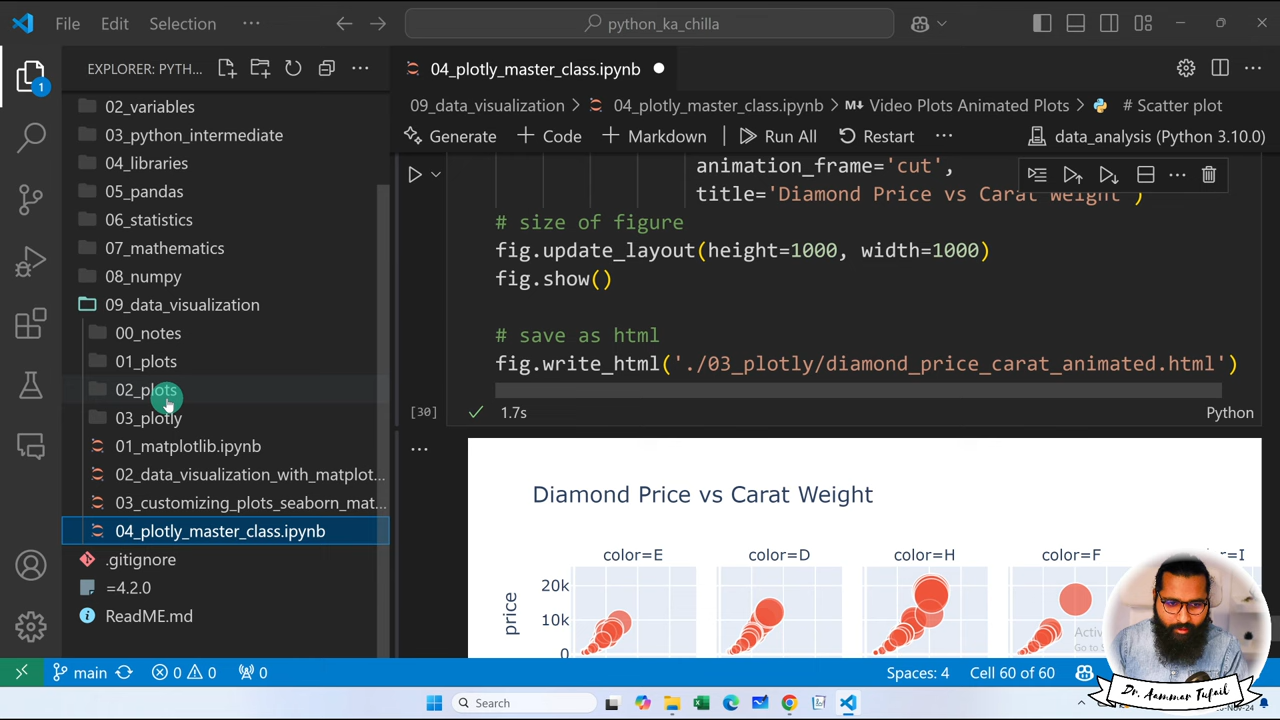 File Edit Selection ··· python_ka_chilla
EXPLORER: PYTH...
04_plotly_master_class.ipynb
1
09_data_visualization > 04_plotly_master_class.ipynb > Video Plots Animated Plots > # Scatter plot
Generate + Code + Markdown Run All Restart ··· data_analysis (Python 3.10.0)
02_variables
03_python_intermediate
04_libraries
05_pandas
06_statistics
07_mathematics
08_numpy
09_data_visualization
00_notes
01_plots
02_plots
03_plotly
01_matplotlib.ipynb
02_data_visualization_with_matplot...
03_customizing_plots_seaborn_mat...
04_plotly_master_class.ipynb
.gitignore
=4.2.0
ReadME.md
animation_frame='cut',
title='Diamond Price vs Carat Weight')
# size of figure
fig.update_layout(height=1000, width=1000)
fig.show()
# save as html
fig.write_html('./03_plotly/diamond_price_carat_animated.html')
[30] 1.7s Python
Diamond Price vs Carat Weight
color=E color=D color=H color=F color=I
20k
10k
0
price
main 0 0 0 Spaces: 4 Cell 60 of 60
Search
Dr. Aammar Tufail